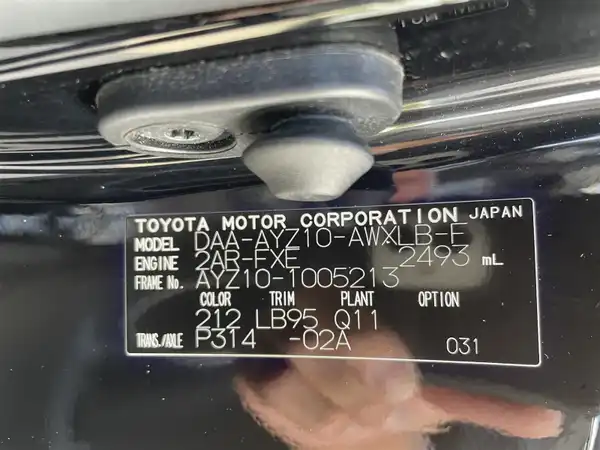 TOYOTA MOTOR CORPORATION JAPAN
MODEL DAA-AYZ10-AWXLB-F
ENGINE 2AR-FXE 2493 mL
FRAME No. AYZ10-1005213
COLOR TRIM PLANT OPTION
212 LB95 Q11
TRANS./AXLE P314 -02A 031